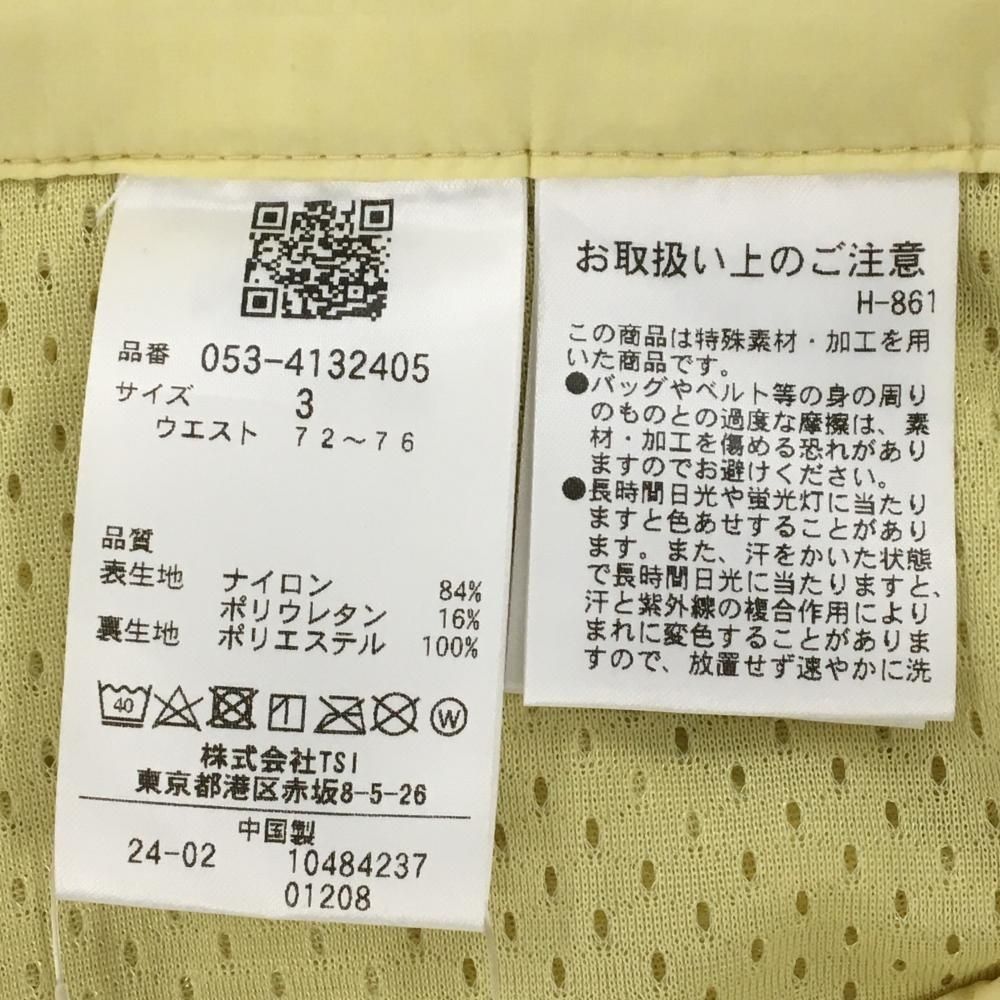 品番 053-4132405
サイズ 3
ウエスト 72～76
品質
表生地 ナイロン 84%
ポリウレタン 16%
裏生地 ポリエステル 100%
40 W
株式会社TSI
東京都港区赤坂8-5-26
中国製
24-02 10484237
01208
お取扱い上のご注意
H-861
この商品は特殊素材・加工を用
いた商品です。
●バッグやベルト等の身の周り
のものとの過度な摩擦は、素
材・加工を傷める恐れがあり
ますのでお避けください。
●長時間日光や蛍光灯に当たり
ますと色あせすることがあり
ます。また、汗をかいた状態
で長時間日光に当たりますと、
汗と紫外線の複合作用により
まれに変色することがありま
すので、放置せず速やかに洗